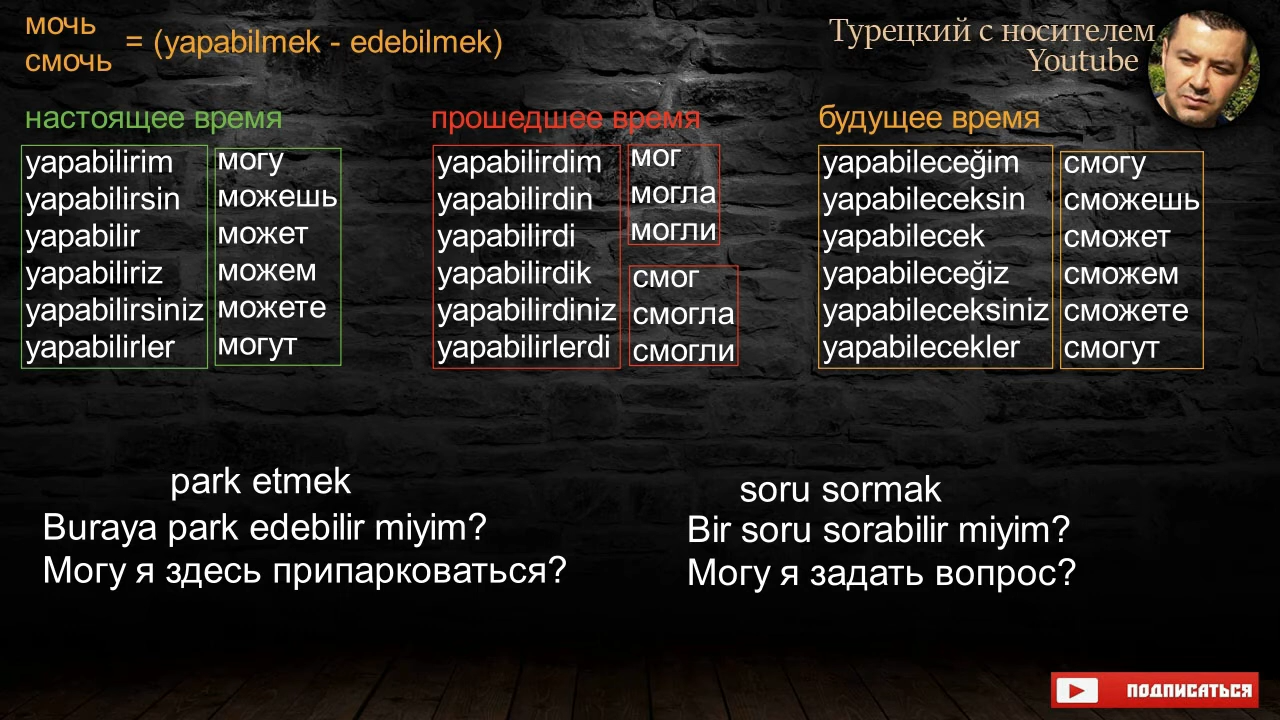 мочь
смочь
= (yapabilmek - edebilmek)
Турецкий с носителем
Youtube
настоящее время
yapabilirim
yapabilirsin
yapabilir
yapabiliriz
yapabilirsiniz
yapabilirler
могу
можешь
может
можем
можете
могут
прошедшее время
yapabilirdim
yapabilirdin
yapabilirdi
yapabilirdik
yapabilirdiniz
yapabilirlerdi
мог
могла
могли
смог
смогла
смогли
будущее время
yapabileceğim
yapabileceksin
yapabilecek
yapabileceğiz
yapabileceksiniz
yapabilecekler
смогу
сможешь
сможет
сможем
сможете
смогут
park etmek
Buraya park edebilir miyim?
Могу я здесь припарковаться?
soru sormak
Bir soru sorabilir miyim?
Могу я задать вопрос?
ПОДПИСАТЬСЯ